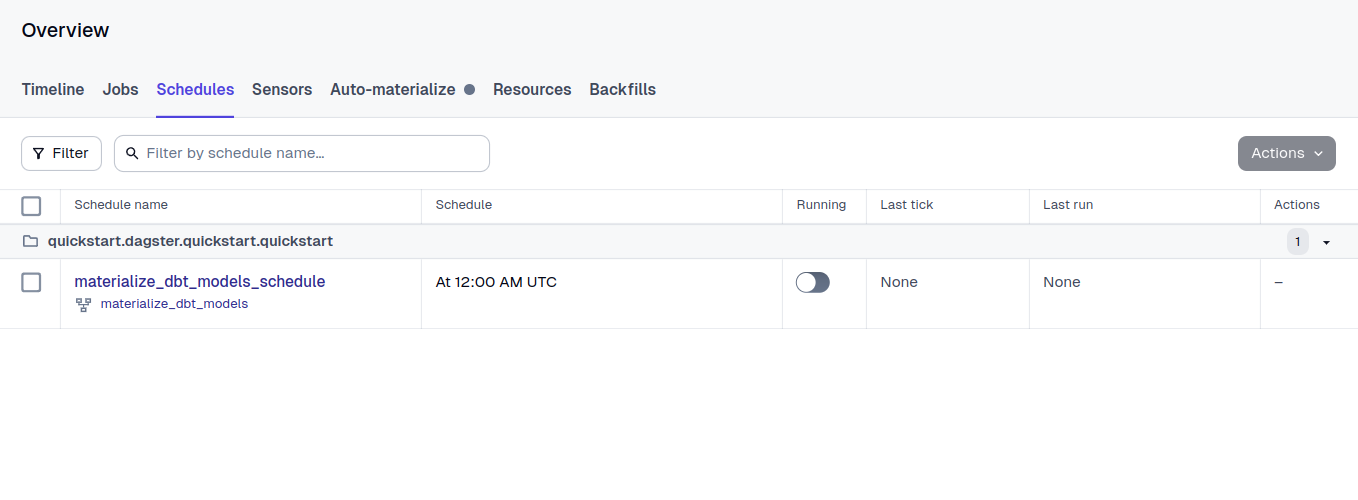 Overview
Timeline Jobs Schedules Sensors Auto-materialize Resources Backfills
Filter Filter by schedule name... Actions
Schedule name Schedule Running Last tick Last run Actions
quickstart.dagster.quickstart.quickstart 1
materialize_dbt_models_schedule At 12:00 AM UTC None None –
materialize_dbt_models